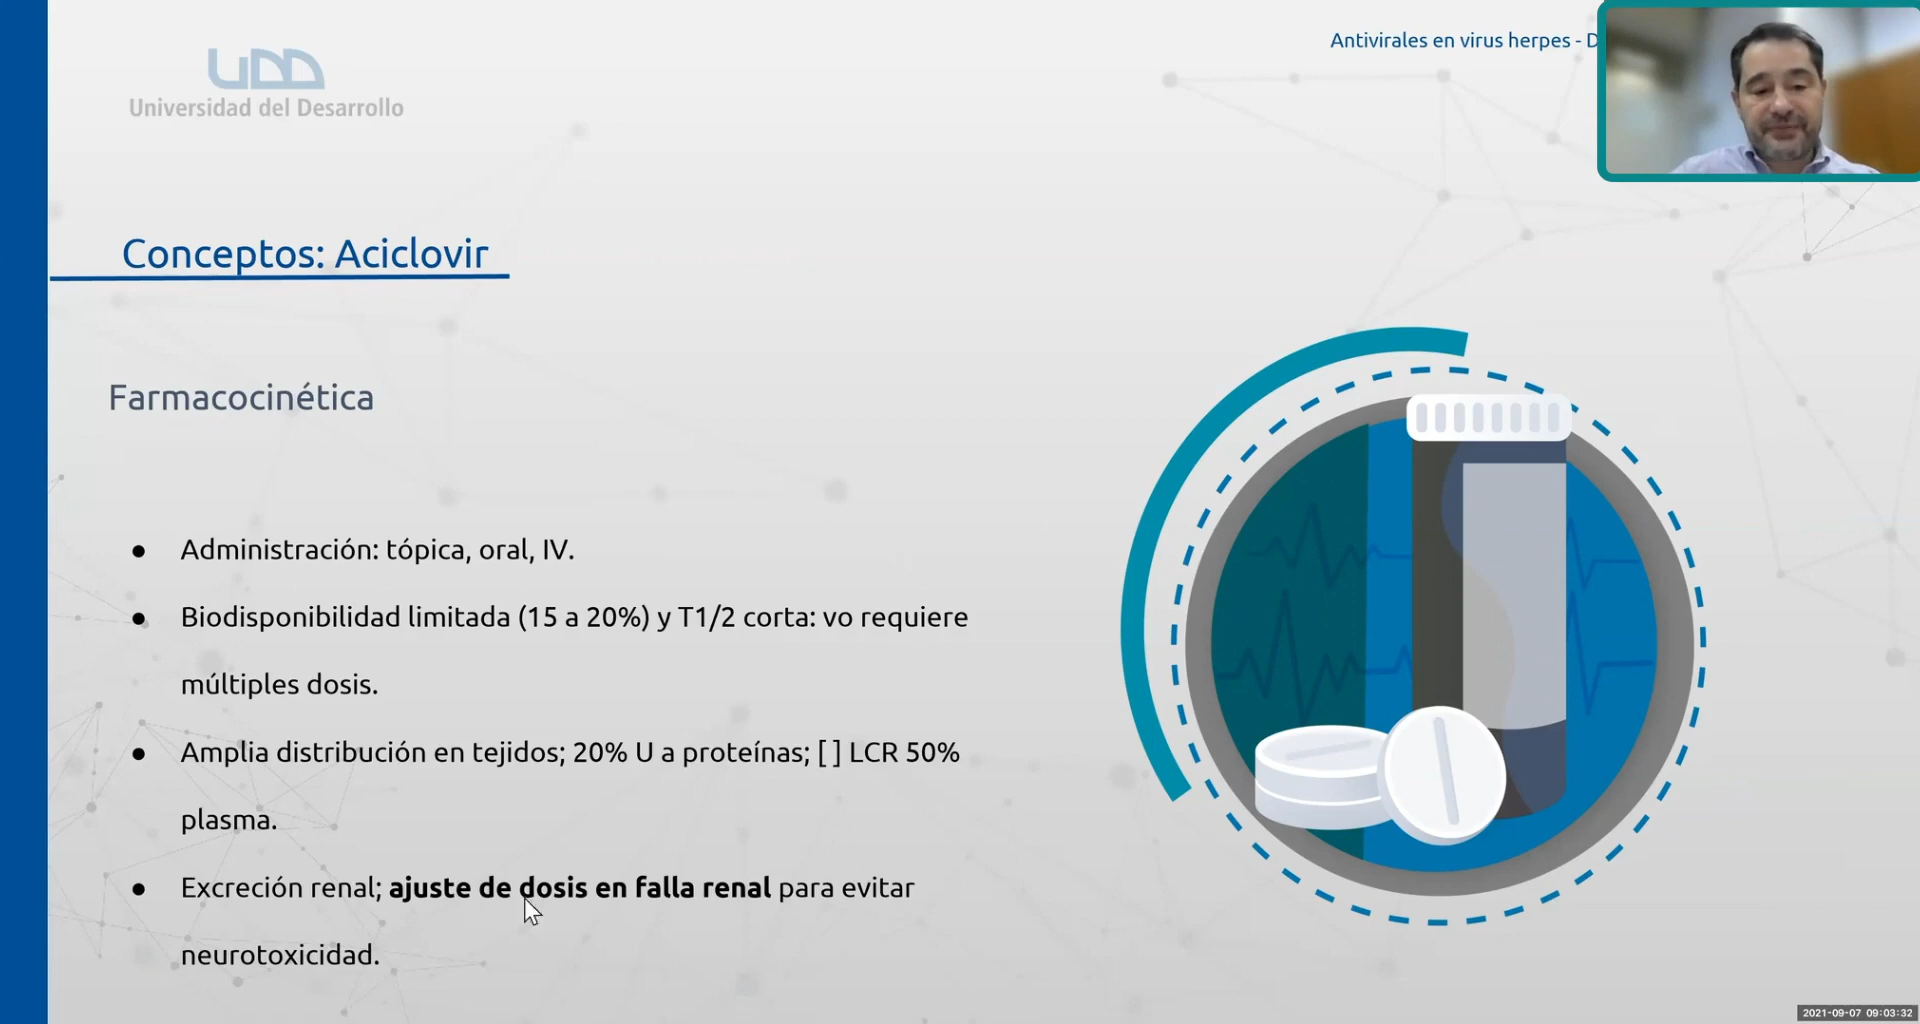 Antivirales en virus herpes - D
UDD
Universidad del Desarrollo
Conceptos: Aciclovir
Farmacocinética
● Administración: tópica, oral, IV.
● Biodisponibilidad limitada (15 a 20%) y T1/2 corta: vo requiere
múltiples dosis.
● Amplia distribución en tejidos; 20% U a proteínas; [ ] LCR 50%
plasma.
● Excreción renal; ajuste de dosis en falla renal para evitar
neurotoxicidad.
2021-09-07 09:03:32